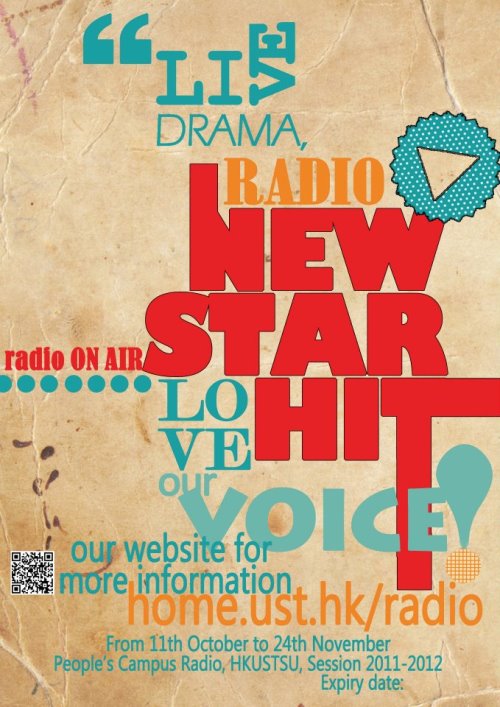 “LIVE
DRAMA,
RADIO
NEW
STAR
radio ON AIR
HIT
LO
VE
our
VOICE!
our website for
more information
home.ust.hk/radio
From 11th October to 24th November
People's Campus Radio, HKUSTSU, Session 2011-2012
Expiry date: